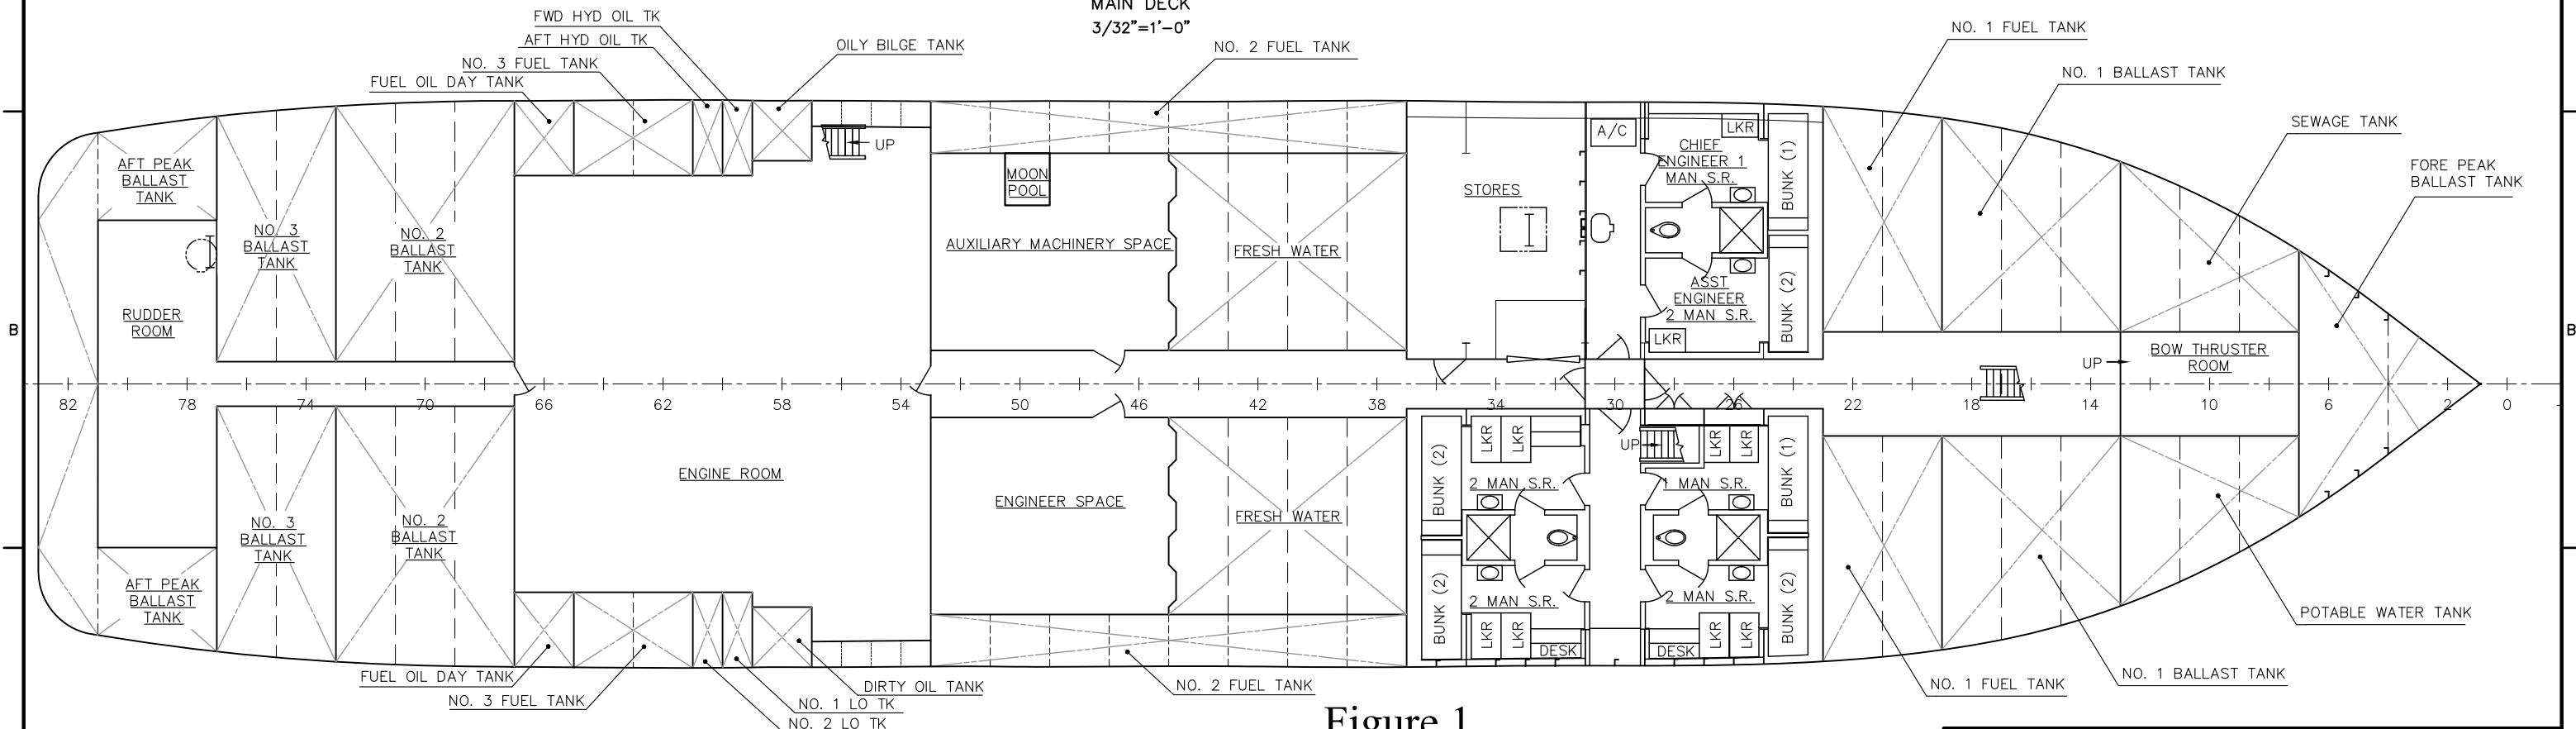 MAIN DECK
3/32"=1'-0"
FWD HYD OIL TK
AFT HYD OIL TK
NO. 3 FUEL TANK
FUEL OIL DAY TANK
OILY BILGE TANK
NO. 2 FUEL TANK
NO. 1 FUEL TANK
NO. 1 BALLAST TANK
SEWAGE TANK
FORE PEAK
BALLAST TANK
AFT PEAK
BALLAST
TANK
NO. 3
BALLAST
TANK
NO. 2
BALLAST
TANK
UP
MOON
POOL
AUXILIARY MACHINERY SPACE
FRESH WATER
STORES
A/C
LKR
CHIEF
ENGINEER 1
MAN S.R.
BUNK (1)
ASST
ENGINEER
2 MAN S.R.
BUNK (2)
LKR
RUDDER
ROOM
B
B
UP
BOW THRUSTER
ROOM
82
78
74
70
66
62
58
54
50
46
42
38
34
30
26
22
18
14
10
6
2
0
ENGINE ROOM
ENGINEER SPACE
FRESH WATER
NO. 3
BALLAST
TANK
NO. 2
BALLAST
TANK
AFT PEAK
BALLAST
TANK
BUNK (2)
LKR
LKR
UP
LKR
LKR
BUNK (1)
2 MAN S.R.
1 MAN S.R.
BUNK (2)
2 MAN S.R.
2 MAN S.R.
BUNK (2)
LKR
LKR
DESK
DESK
LKR
LKR
POTABLE WATER TANK
FUEL OIL DAY TANK
NO. 3 FUEL TANK
DIRTY OIL TANK
NO. 1 LO TK
NO. 2 LO TK
NO. 2 FUEL TANK
NO. 1 FUEL TANK
NO. 1 BALLAST TANK
Figure 1